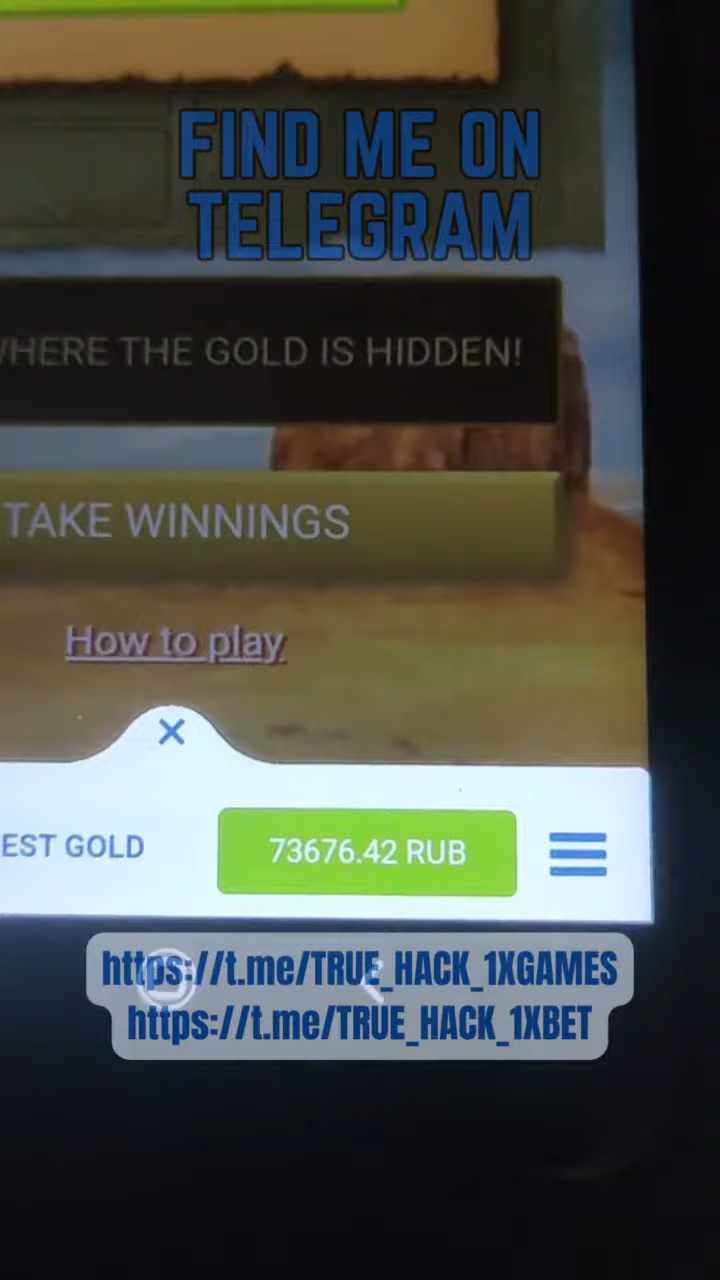 FIND ME ON
TELEGRAM
WHERE THE GOLD IS HIDDEN!
TAKE WINNINGS
How to play
EST GOLD
73676.42 RUB
https://t.me/TRUE_HACK_1XGAMES
https://t.me/TRUE_HACK_1XBET